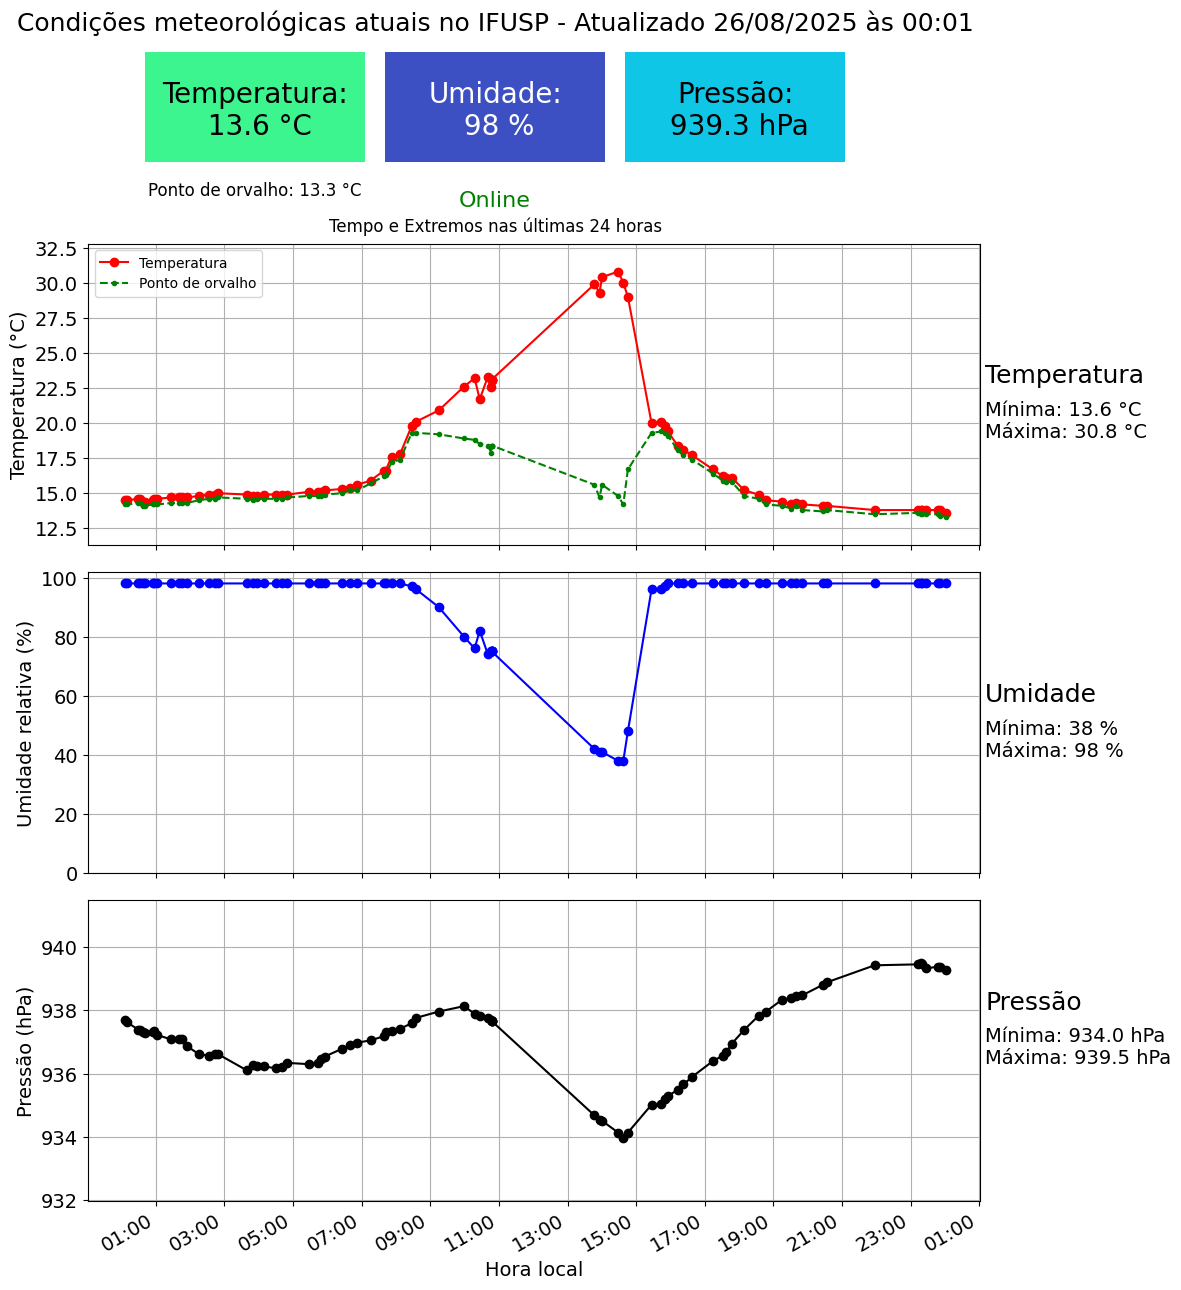 Condições meteorológicas atuais no IFUSP - Atualizado 26/08/2025 às 00:01
Temperatura:
13.6 °C
Umidade:
98 %
Pressão:
939.3 hPa
Ponto de orvalho: 13.3 °C
Online
Tempo e Extremos nas últimas 24 horas
Temperatura (°C)
32.5
30.0
27.5
25.0
22.5
20.0
17.5
15.0
12.5
Temperatura
Ponto de orvalho
Temperatura
Mínima: 13.6 °C
Máxima: 30.8 °C
Umidade relativa (%)
100
80
60
40
20
0
Umidade
Mínima: 38 %
Máxima: 98 %
Pressão (hPa)
940
938
936
934
932
Pressão
Mínima: 934.0 hPa
Máxima: 939.5 hPa
01:00 03:00 05:00 07:00 09:00 11:00 13:00 15:00 17:00 19:00 21:00 23:00 01:00
Hora local